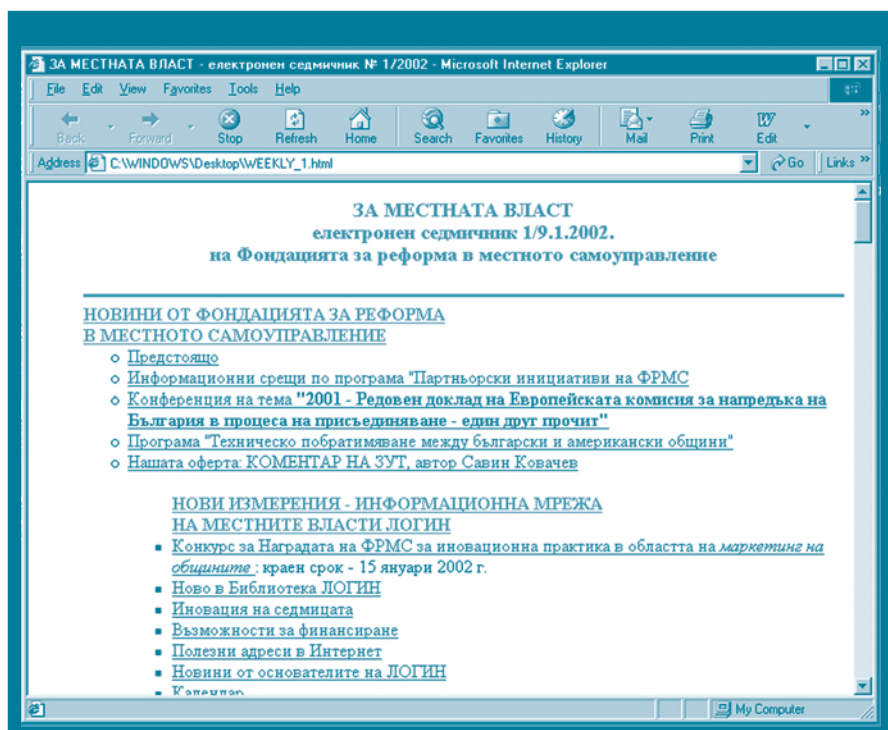 ЗА МЕСТНАТА ВЛАСТ - електронен седмичник № 1/2002 - Microsoft Internet Explorer
File Edit View Favorites Tools Help
Back Forward Stop Refresh Home Search Favorites History Mail Print Edit »
Address C:\WINDOWS\Desktop\WEEKLY_1.html Go Links »
ЗА МЕСТНАТА ВЛАСТ
електронен седмичник 1/9.1.2002.
на Фондацията за реформа в местното самоуправление
НОВИНИ ОТ ФОНДАЦИЯТА ЗА РЕФОРМА
В МЕСТНОТО САМОУПРАВЛЕНИЕ
Предстоящо
Информационни срещи по програма "Партньорски инициативи на ФРМС
Конференция на тема "2001 - Редовен доклад на Европейската комисия за напредъка на
България в процеса на присъединяване - един друг прочит"
Програма "Техническо побратимяване между български и американски общини"
Нашата оферта: КОМЕНТАР НА ЗУТ, автор Савин Ковачев
НОВИ ИЗМЕРЕНИЯ - ИНФОРМАЦИОННА МРЕЖА
НА МЕСТНИТЕ ВЛАСТИ ЛОГИН
Конкурс за Наградата на ФРМС за иновационна практика в областта на маркетинг на
общините : краен срок - 15 януари 2002 г.
Ново в Библиотека ЛОГИН
Иновация на седмицата
Възможности за финансиране
Полезни адреси в Интернет
Новини от основателите на ЛОГИН
Календар
My Computer